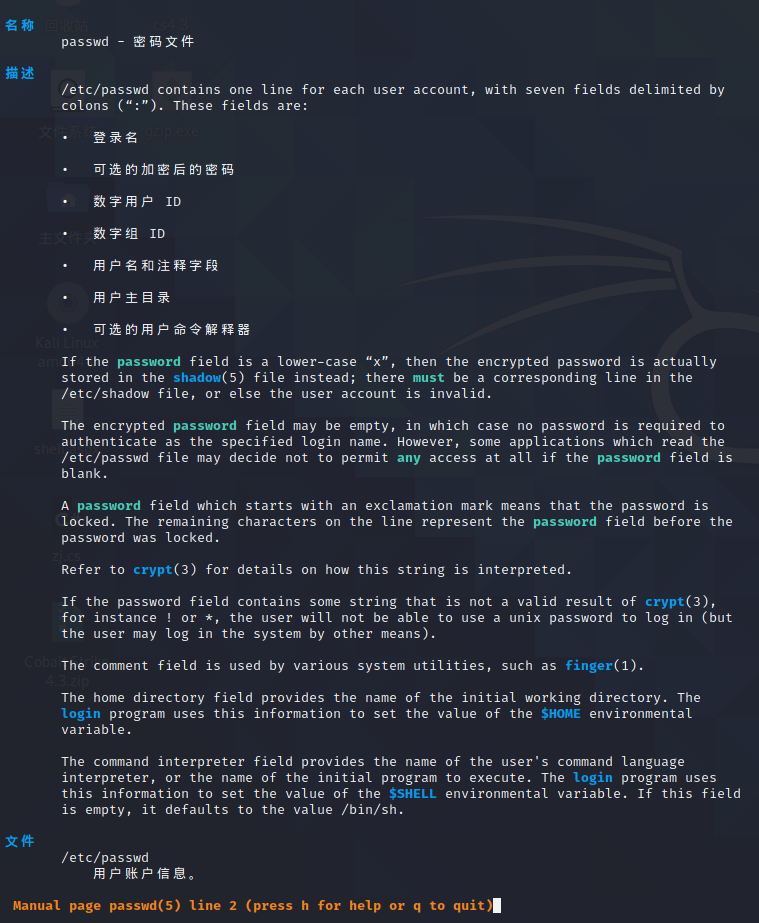 名称
passwd - 密码文件
描述
/etc/passwd contains one line for each user account, with seven fields delimited by
colons (“:”). These fields are:
• 登录名
• 可选的加密后的密码
• 数字用户 ID
• 数字组 ID
• 用户名和注释字段
• 用户主目录
• 可选的用户命令解释器
If the password field is a lower-case “x”, then the encrypted password is actually
stored in the shadow(5) file instead; there must be a corresponding line in the
/etc/shadow file, or else the user account is invalid.
The encrypted password field may be empty, in which case no password is required to
authenticate as the specified login name. However, some applications which read the
/etc/passwd file may decide not to permit any access at all if the password field is
blank.
A password field which starts with an exclamation mark means that the password is
locked. The remaining characters on the line represent the password field before the
password was locked.
Refer to crypt(3) for details on how this string is interpreted.
If the password field contains some string that is not a valid result of crypt(3),
for instance ! or *, the user will not be able to use a unix password to log in (but
the user may log in the system by other means).
The comment field is used by various system utilities, such as finger(1).
The home directory field provides the name of the initial working directory. The
login program uses this information to set the value of the $HOME environmental
variable.
The command interpreter field provides the name of the user's command language
interpreter, or the name of the initial program to execute. The login program uses
this information to set the value of the $SHELL environmental variable. If this field
is empty, it defaults to the value /bin/sh.
文件
/etc/passwd
用户账户信息。
Manual page passwd(5) line 2 (press h for help or q to quit)